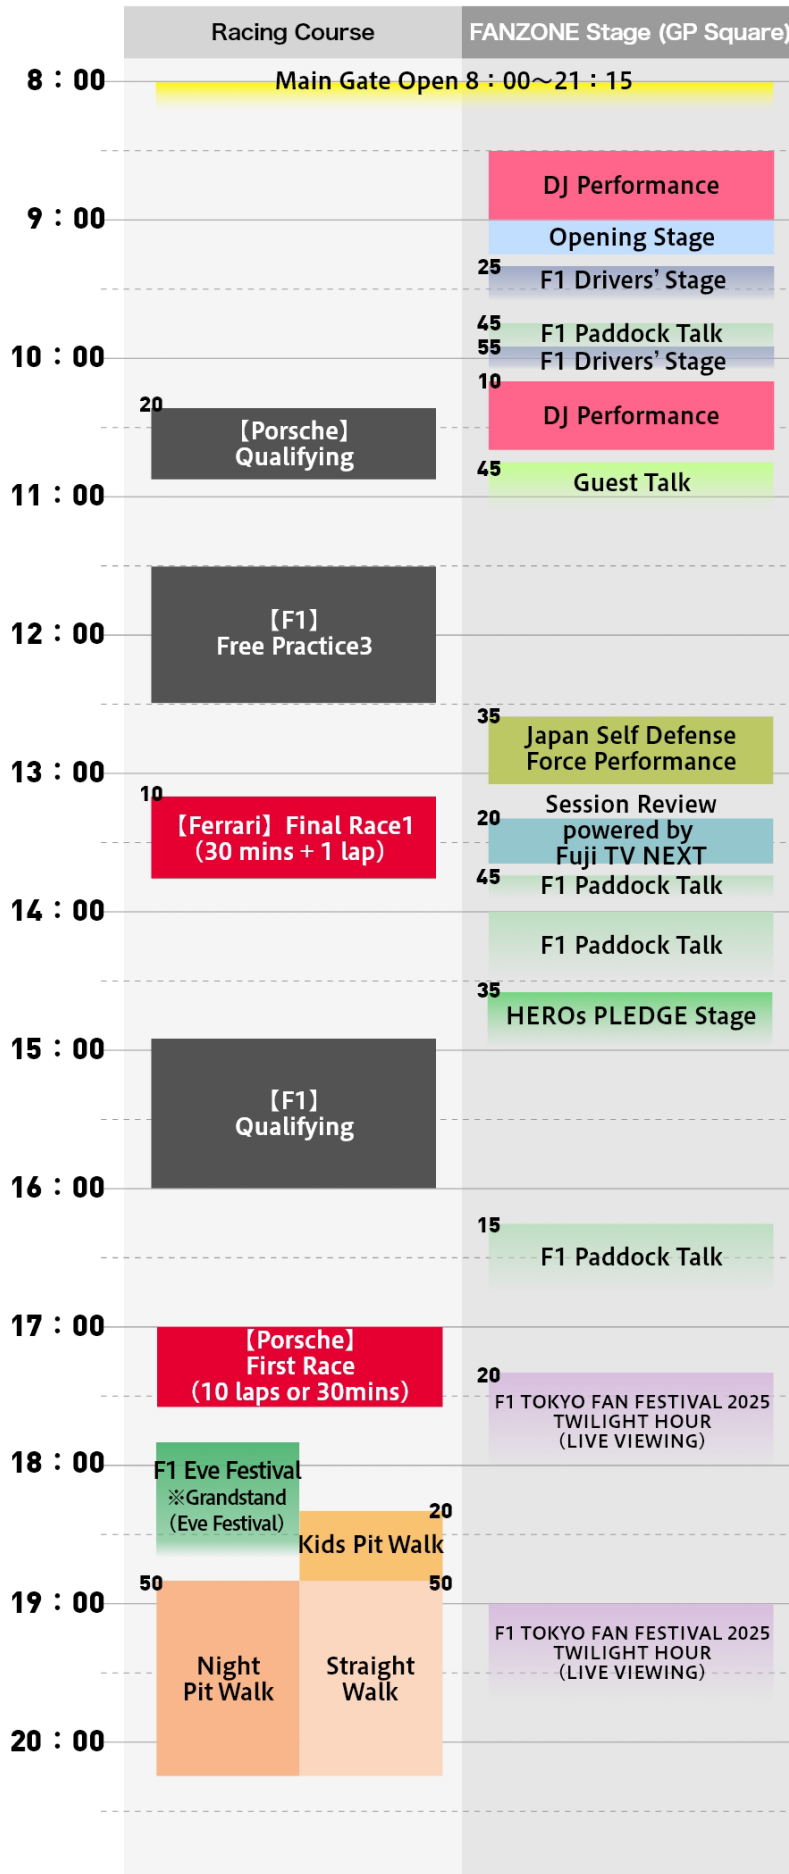 Racing Course
FANZONE Stage (GP Square)
8：00
Main Gate Open 8：00〜21：15
DJ Performance
9：00
Opening Stage
25
F1 Drivers’ Stage
45
F1 Paddock Talk
55
10：00
F1 Drivers’ Stage
10
20
DJ Performance
【Porsche】
Qualifying
45
Guest Talk
11：00
【F1】
Free Practice3
12：00
35
Japan Self Defense
Force Performance
13：00
10
【Ferrari】Final Race1
（30 mins + 1 lap）
Session Review
20
powered by
Fuji TV NEXT
45
F1 Paddock Talk
14：00
F1 Paddock Talk
35
HEROs PLEDGE Stage
15：00
【F1】
Qualifying
16：00
15
F1 Paddock Talk
17：00
【Porsche】
First Race
（10 laps or 30mins）
20
F1 TOKYO FAN FESTIVAL 2025
TWILIGHT HOUR
（LIVE VIEWING）
18：00
F1 Eve Festival
※Grandstand
（Eve Festival）
20
Kids Pit Walk
50
50
19：00
Night
Pit Walk
Straight
Walk
F1 TOKYO FAN FESTIVAL 2025
TWILIGHT HOUR
（LIVE VIEWING）
20：00